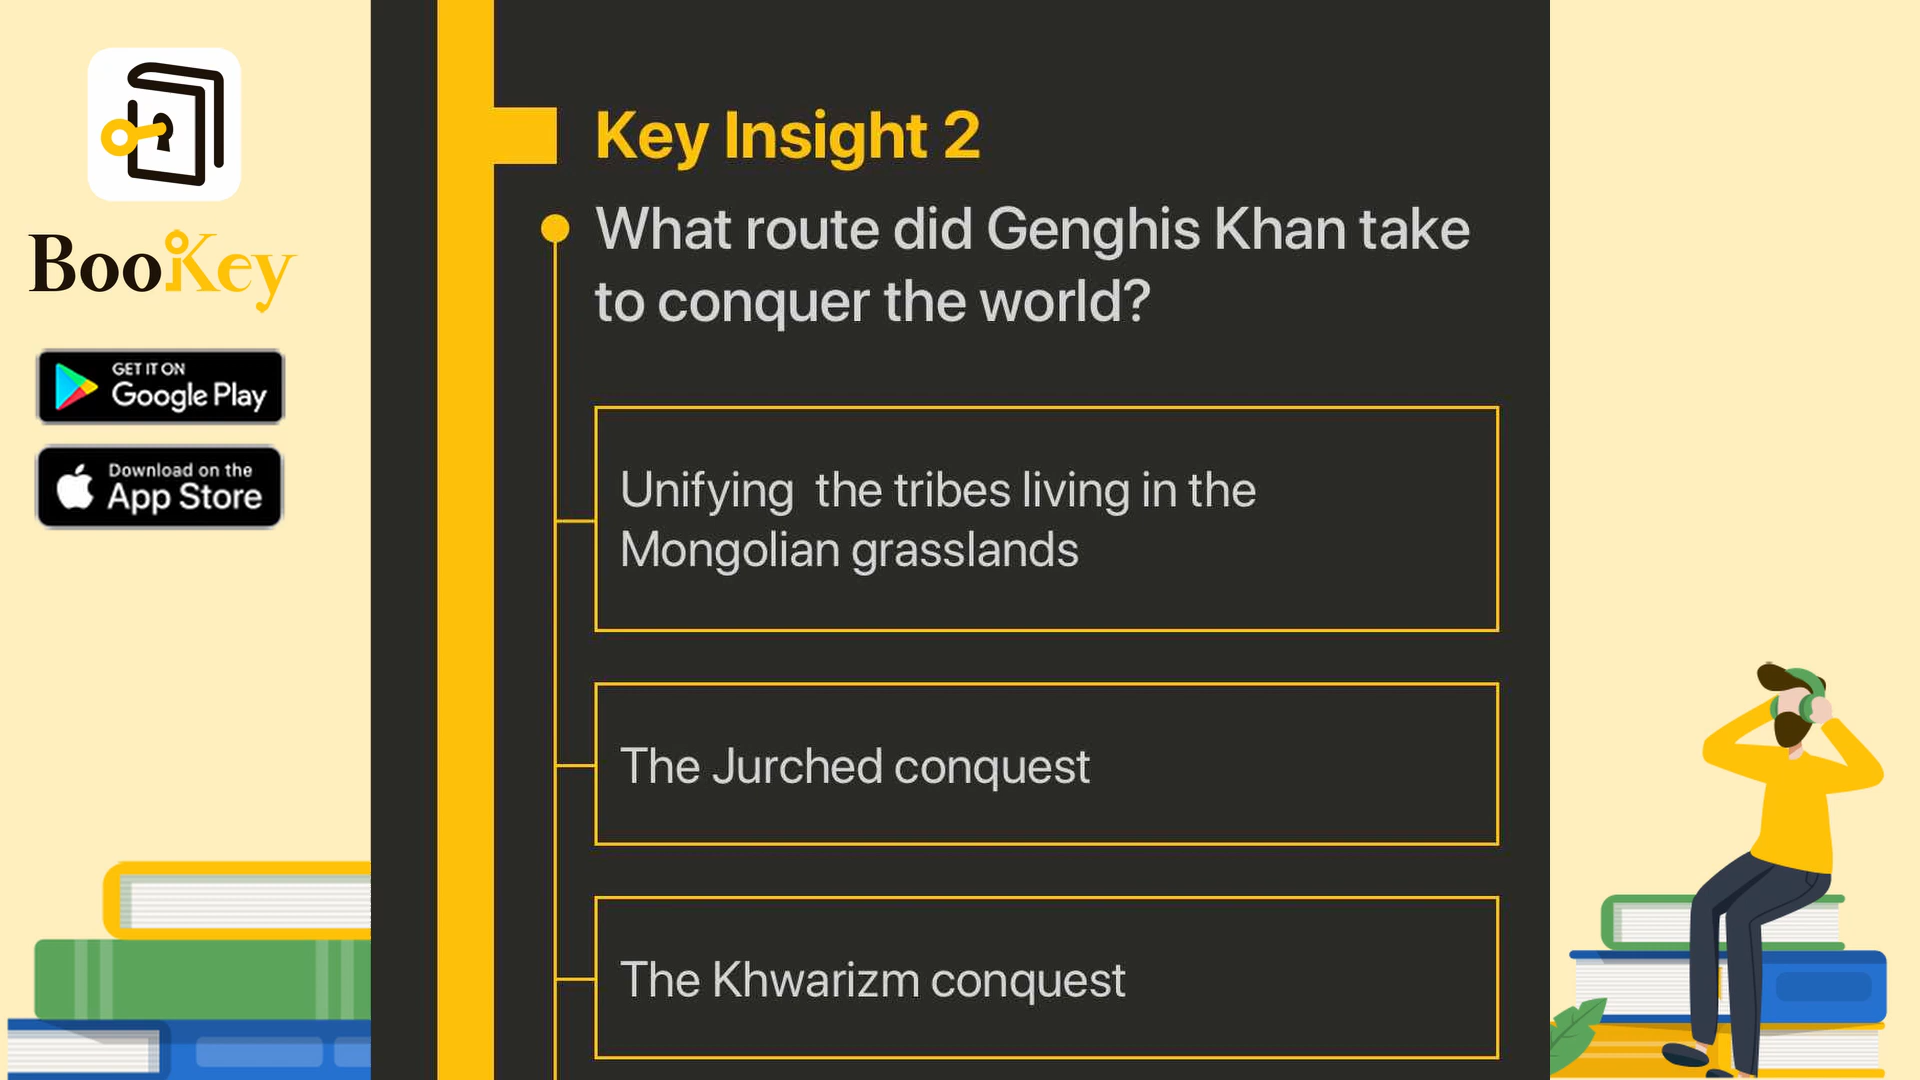 BooKey
GET IT ON
Google Play
Download on the
App Store
Key Insight 2
What route did Genghis Khan take
to conquer the world?
Unifying  the tribes living in the
Mongolian grasslands
The Jurched conquest
The Khwarizm conquest